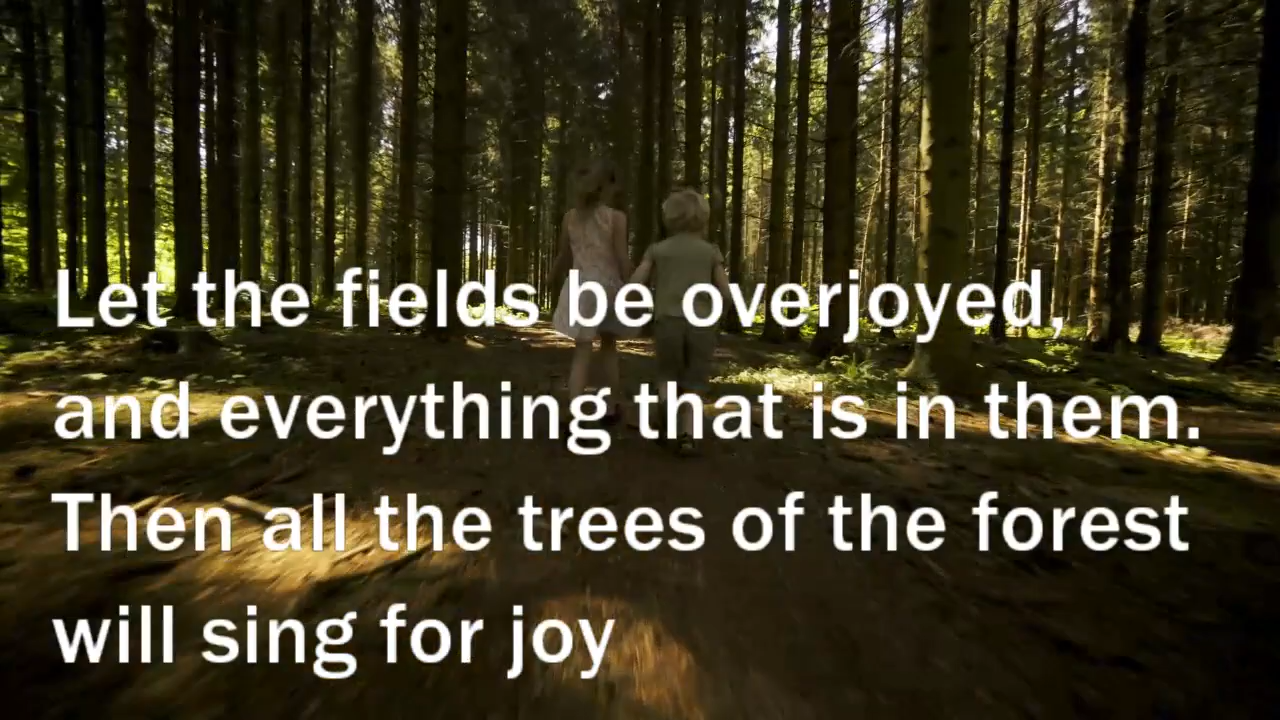 Let the fields be overjoyed,
and everything that is in them.
Then all the trees of the forest
will sing for joy